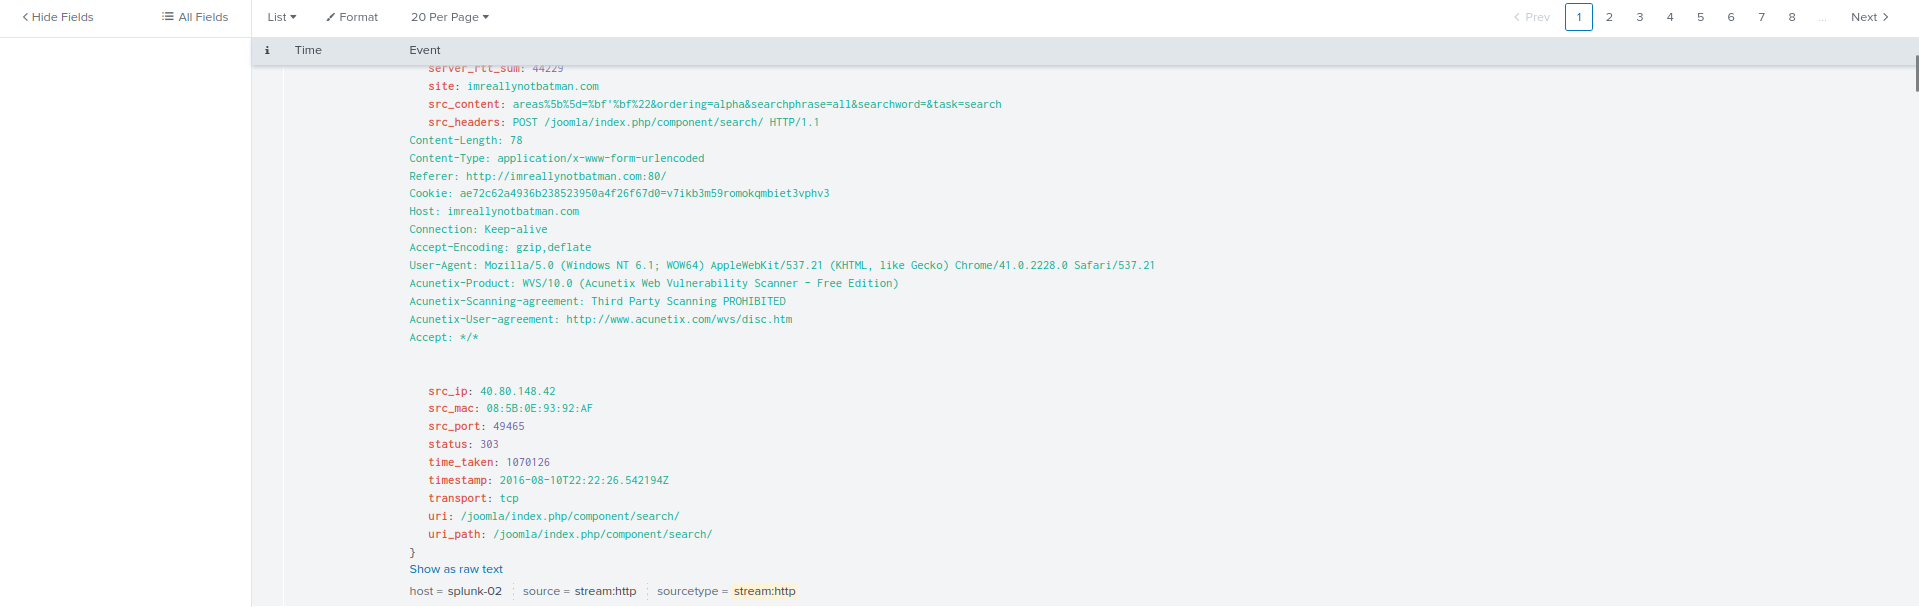 Hide Fields All Fields List Format 20 Per Page Prev 1 2 3 4 5 6 7 8 ... Next
i Time Event
server_rtt_sum: 44229
site: imreallynotbatman.com
src_content: areas%5b%5d=%bf'%bf%22&ordering=alpha&searchphrase=all&searchword=&task=search
src_headers: POST /joomla/index.php/component/search/ HTTP/1.1
Content-Length: 78
Content-Type: application/x-www-form-urlencoded
Referer: http://imreallynotbatman.com:80/
Cookie: ae72c62a4936b238523950a4f26f67d0=v7ikb3m59romokqmbiet3vphv3
Host: imreallynotbatman.com
Connection: Keep-alive
Accept-Encoding: gzip,deflate
User-Agent: Mozilla/5.0 (Windows NT 6.1; WOW64) AppleWebKit/537.21 (KHTML, like Gecko) Chrome/41.0.2228.0 Safari/537.21
Acunetix-Product: WVS/10.0 (Acunetix Web Vulnerability Scanner - Free Edition)
Acunetix-Scanning-agreement: Third Party Scanning PROHIBITED
Acunetix-User-agreement: http://www.acunetix.com/wvs/disc.htm
Accept: */*
src_ip: 40.80.148.42
src_mac: 08:5B:0E:93:92:AF
src_port: 49465
status: 303
time_taken: 1070126
timestamp: 2016-08-10T22:22:26.542194Z
transport: tcp
uri: /joomla/index.php/component/search/
uri_path: /joomla/index.php/component/search/
}
Show as raw text
host = splunk-02 source = stream:http sourcetype = stream:http